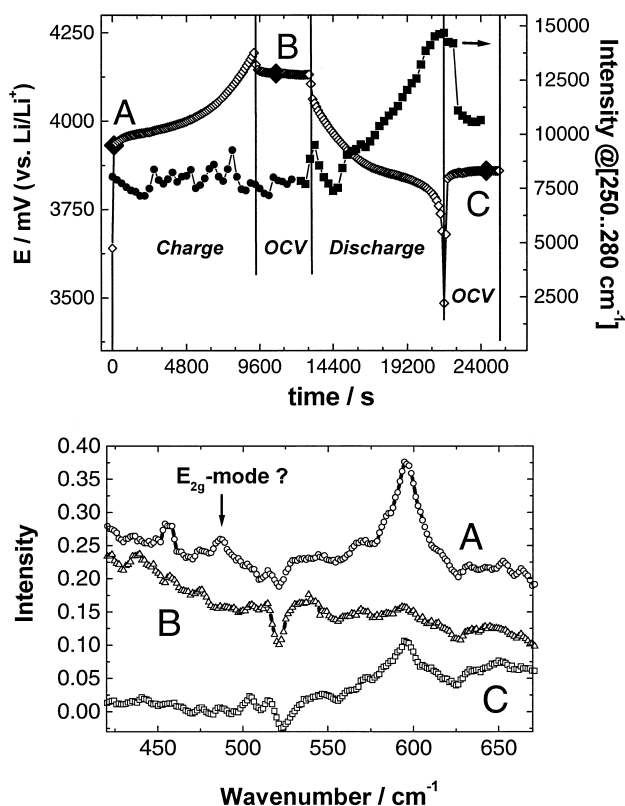 4250
4000
3750
3500
E / mV (vs. Li/Li⁺)
A
B
C
Charge
OCV
Discharge
OCV
15000
12500
10000
7500
5000
2500
Intensity @[250..280 cm⁻¹]
0
4800
9600
14400
19200
24000
time / s
0.40
0.35
0.30
0.25
0.20
0.15
0.10
0.05
0.00
Intensity
E₂g-mode ?
A
B
C
450
500
550
600
650
Wavenumber / cm⁻¹